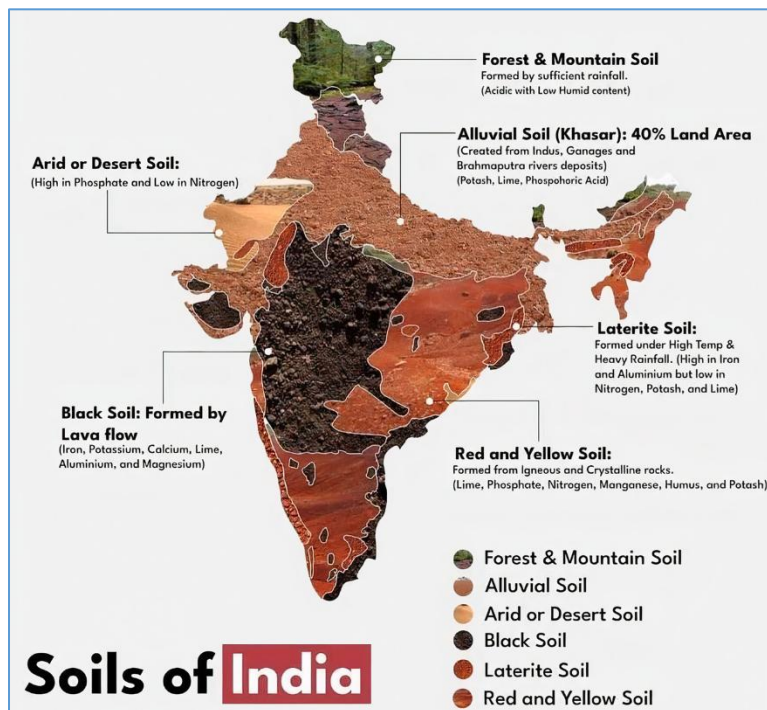 Forest & Mountain Soil
Formed by sufficient rainfall.
(Acidic with Low Humid content)
Alluvial Soil (Khasar): 40% Land Area
(Created from Indus, Ganages and
Brahmaputra rivers deposits)
(Potash, Lime, Phospohoric Acid)
Arid or Desert Soil:
(High in Phosphate and Low in Nitrogen)
Laterite Soil:
Formed under High Temp &
Heavy Rainfall. (High in Iron
and Aluminium but low in
Nitrogen, Potash, and Lime)
Black Soil: Formed by
Lava flow
(Iron, Potassium, Calcium, Lime,
Aluminium, and Magnesium)
Red and Yellow Soil:
Formed from Igneous and Crystalline rocks.
(Lime, Phosphate, Nitrogen, Manganese, Humus, and Potash)
Forest & Mountain Soil
Alluvial Soil
Arid or Desert Soil
Black Soil
Laterite Soil
Red and Yellow Soil
Soils of India